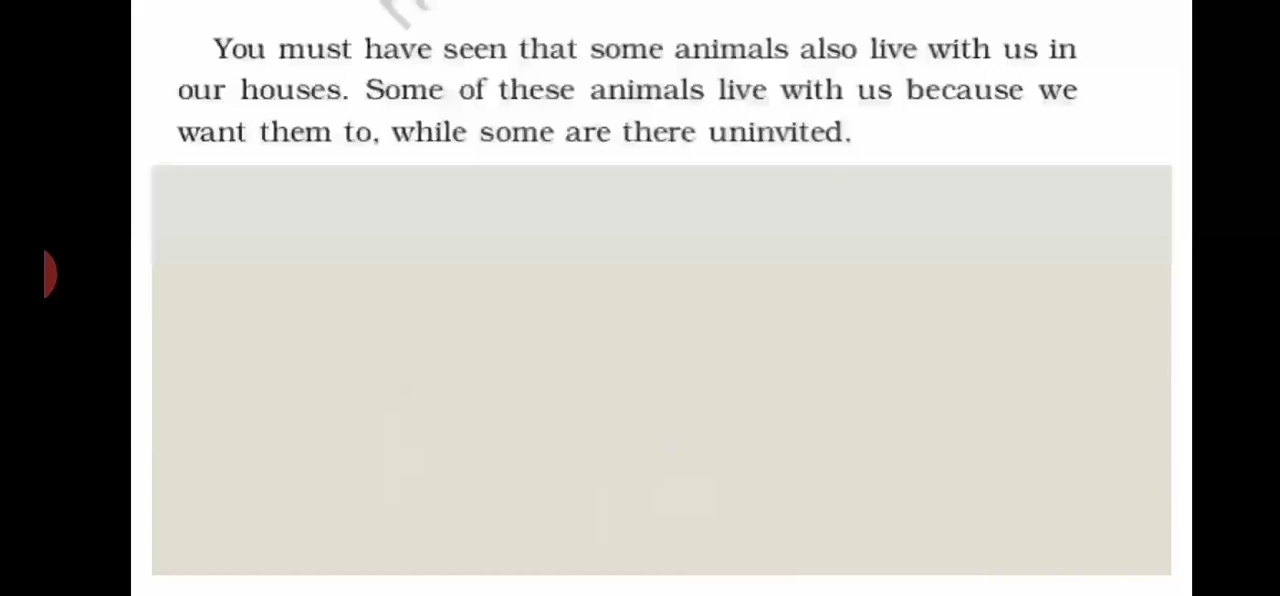 You must have seen that some animals also live with us in
our houses. Some of these animals live with us because we
want them to, while some are there uninvited.